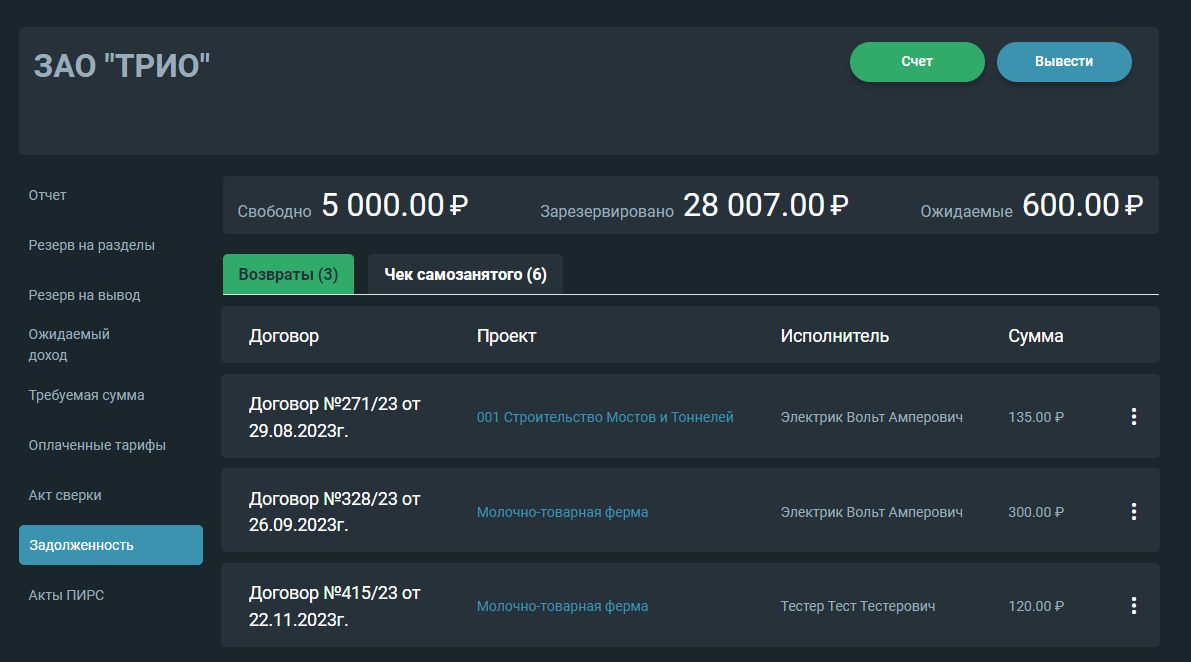 ЗАО "ТРИО"
Счет
Вывести
Отчет
Резерв на разделы
Резерв на вывод
Ожидаемый
доход
Требуемая сумма
Оплаченные тарифы
Акт сверки
Задолженность
Акты ПИРС
Свободно 5 000.00 ₽
Зарезервировано 28 007.00 ₽
Ожидаемые 600.00 ₽
Возвраты (3)
Чек самозанятого (6)
Договор Проект Исполнитель Сумма
Договор №271/23 от
29.08.2023г.
001 Строительство Мостов и Тоннелей
Электрик Вольт Амперович
135.00 ₽
Договор №328/23 от
26.09.2023г.
Молочно-товарная ферма
Электрик Вольт Амперович
300.00 ₽
Договор №415/23 от
22.11.2023г.
Молочно-товарная ферма
Тестер Тест Тестерович
120.00 ₽